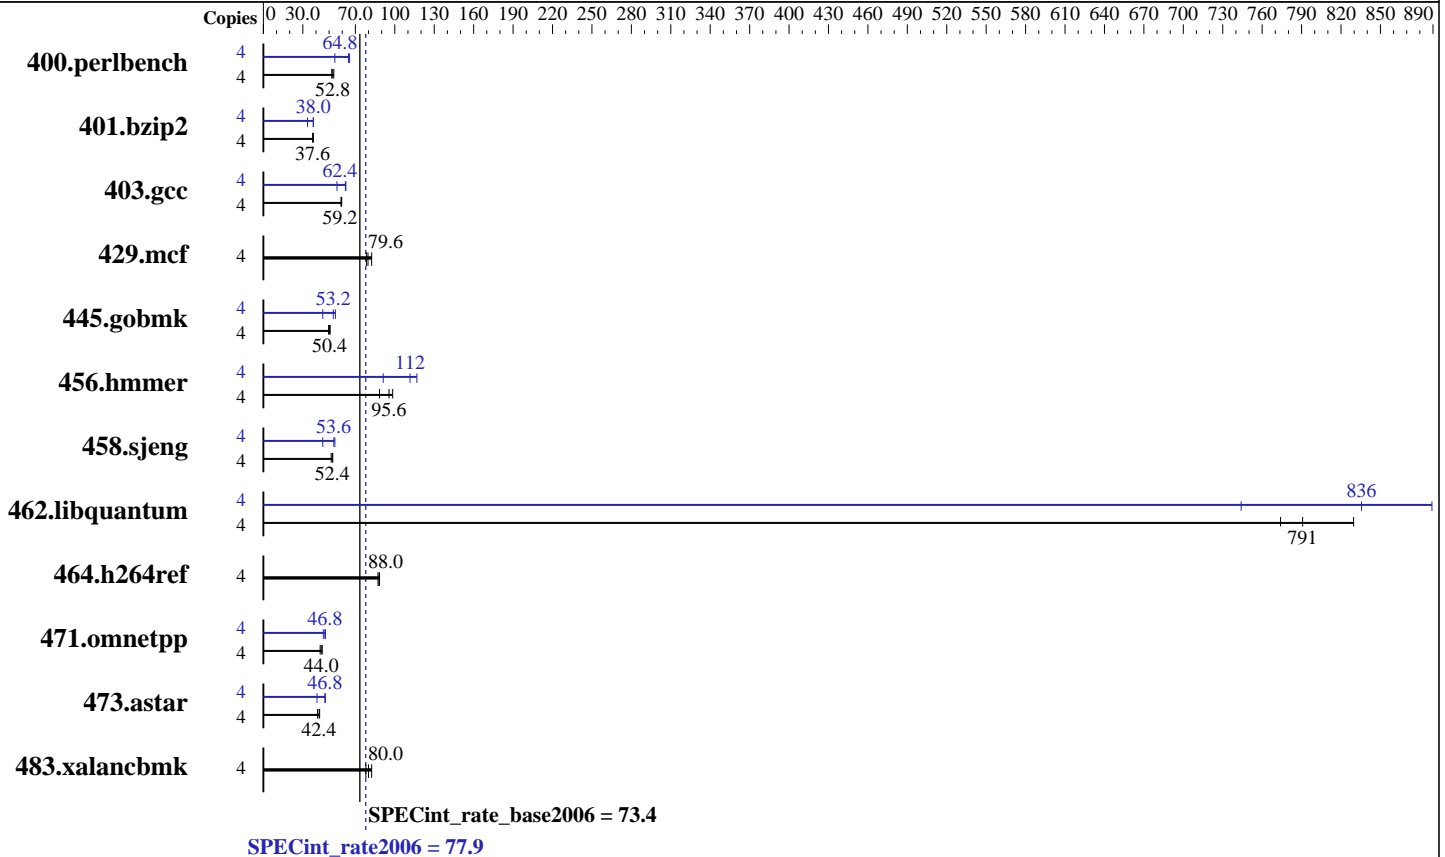 Copies 0 30.0 70.0 100 130 160 190 220 250 280 310 340 370 400 430 460 490 520 550 580 610 640 670 700 730 760 790 820 850 890
400.perlbench 4 64.8
4 52.8
401.bzip2 4 38.0
4 37.6
403.gcc 4 62.4
4 59.2
429.mcf 4 79.6
445.gobmk 4 53.2
4 50.4
456.hmmer 4 112
4 95.6
458.sjeng 4 53.6
4 52.4
462.libquantum 4 836
4 791
464.h264ref 4 88.0
471.omnetpp 4 46.8
4 44.0
473.astar 4 46.8
4 42.4
483.xalancbmk 4 80.0
SPECint_rate_base2006 = 73.4
SPECint_rate2006 = 77.9